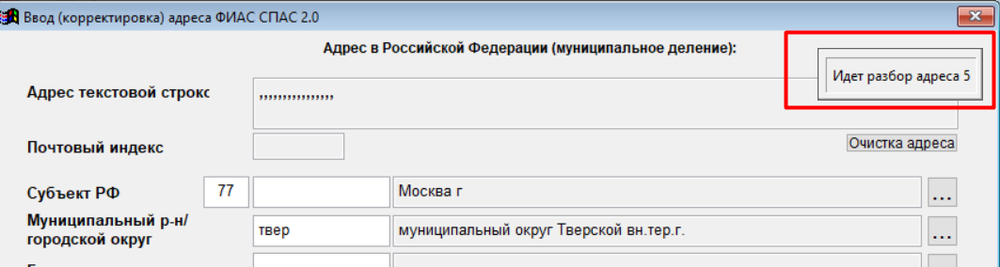 Ввод (корректировка) адреса ФИАС СПАС 2.0
Адрес в Российской Федерации (муниципальное деление):
Идет разбор адреса 5
Адрес текстовой строкс
,,,,,,,,,,,,,,,,
Почтовый индекс
Очистка адреса
Субъект РФ 77 Москва г ...
Муниципальный р-н/
городской округ твер муниципальный округ Тверской вн.тер.г. ...